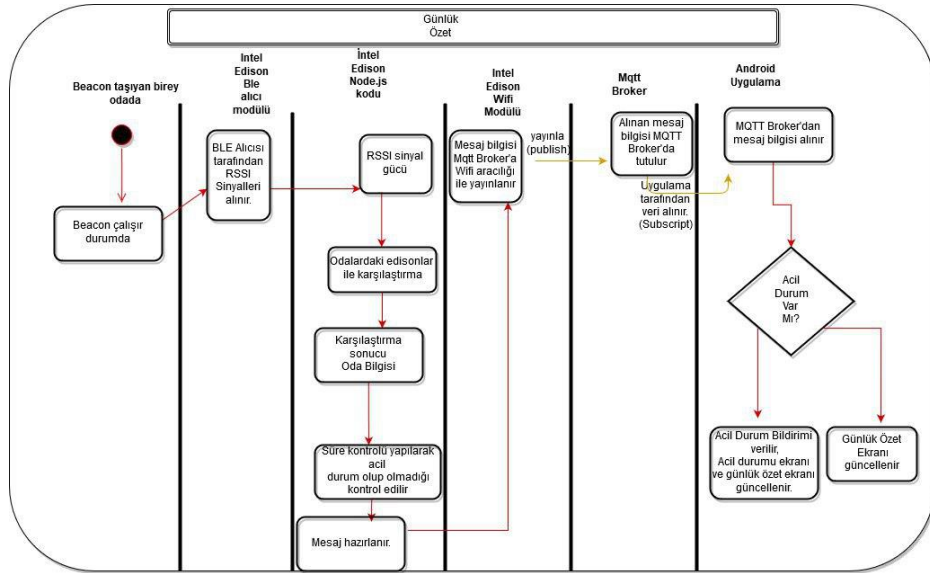 Günlük
Özet
Beacon taşıyan birey
odada
Intel
Edison
Ble
alıcı
modülü
İntel
Edison
Node.js
kodu
Intel
Edison
Wifi
Modülü
Mqtt
Broker
Android
Uygulama
Beacon çalışır
durumda
BLE Alıcısı
tarafından
RSSI
Sinyalleri
alınır.
RSSI sinyal
gücü
Odalardaki edisonlar
ile karşılaştırma
Karşılaştırma
sonucu
Oda Bilgisi
Süre kontrolü yapılarak
acil
durum olup olmadığı
kontrol edilir
Mesaj hazırlanır.
Mesaj bilgisi
Mqtt Broker'a
Wifi aracılığı
ile yayınlanır
yayınla
(publish)
Alınan mesaj
bilgisi MQTT
Broker'da
tutulur
Uygulama
tarafından
veri alınır.
(Subscript)
MQTT Broker'dan
mesaj bilgisi alınır
Acil
Durum
Var
Mı?
Acil Durum Bildirimi
verilir,
Acil durumu ekranı
ve günlük özet ekranı
güncellenir.
Günlük Özet
Ekranı
güncellenir